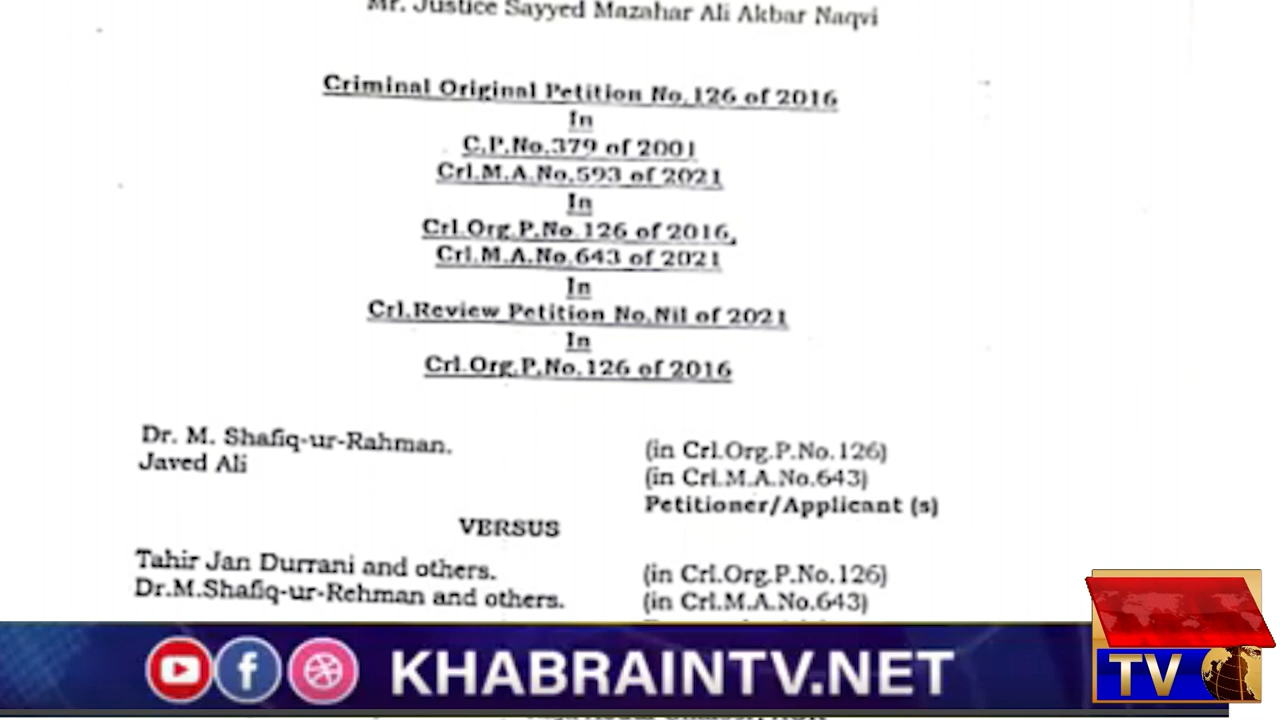 Mr. Justice Sayyed Mazahar Ali Akbar Naqvi
Criminal Original Petition No.126 of 2016
In
C.P.No.379 of 2001
Crl.M.A.No.593 of 2021
In
Crl.Org.P.No.126 of 2016,
Crl.M.A.No.643 of 2021
In
Crl.Review Petition No.Nil of 2021
In
Crl.Org.P.No.126 of 2016
Dr. M. Shafiq-ur-Rahman. (in Crl.Org.P.No.126)
Javed Ali (in Crl.M.A.No.643)
Petitioner/Applicant (s)
VERSUS
Tahir Jan Durrani and others. (in Crl.Org.P.No.126)
Dr.M.Shafiq-ur-Rehman and others. (in Crl.M.A.No.643)
KHABRAINTV.NET
TV